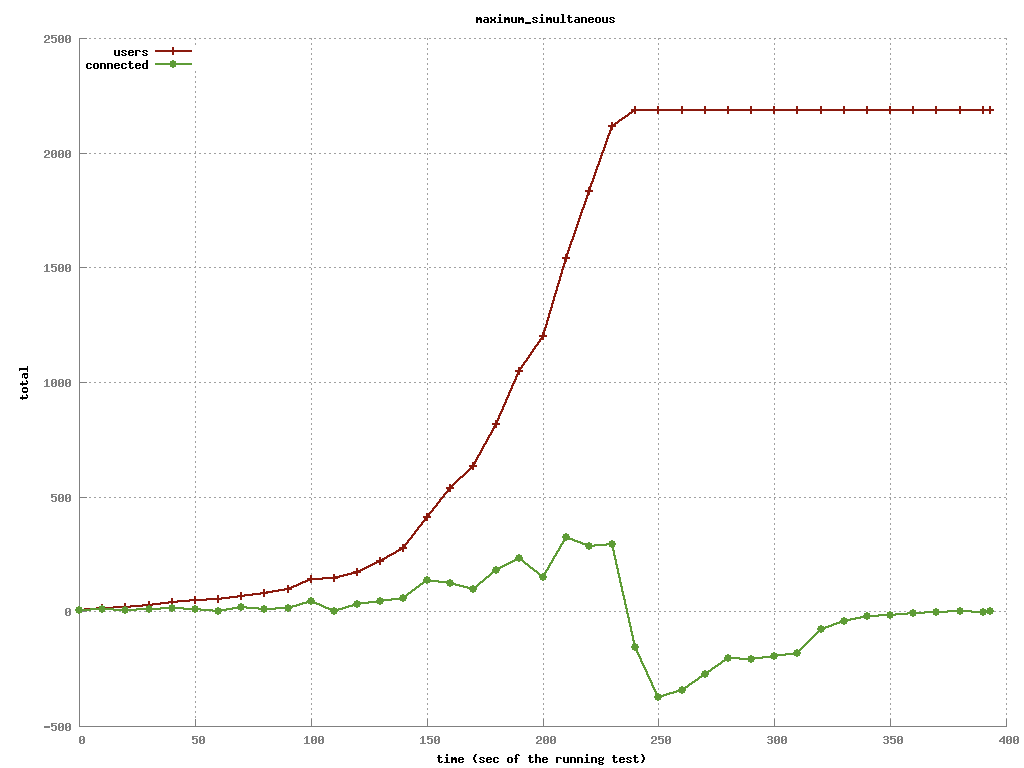 maximum_simultaneous
2500
users
connected
2000
1500
1000
total
500
0
-500
0 50 100 150 200 250 300 350 400
time (sec of the running test)